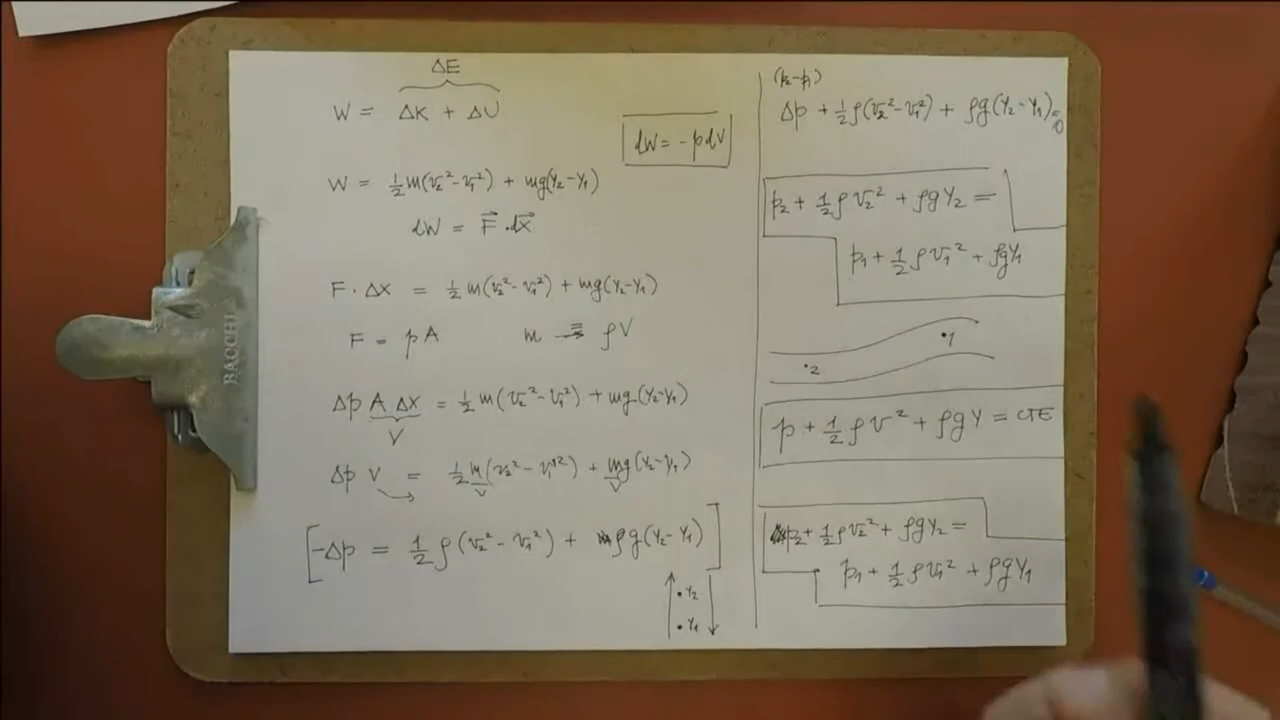 ΔE
W = ΔK + ΔU
dW = -pdV
W = ½m(v₂²-v₁²) + mg(Y₂-Y₁)
dW = F⃗ · dx⃗
F · Δx = ½m(v₂²-v₁²) + mg(Y₂-Y₁)
F = pA m = ρV
Δp A Δx = ½m(v₂²-v₁²) + mg(Y₂-Y₁)
V
Δp V = ½m(v₂²-v₁²) + mg(Y₂-Y₁)
V V
[-Δp = ½ρ(v₂²-v₁²) + ρg(Y₂-Y₁)]
Y₂
Y₁
(p₂-p₁)
Δp + ½ρ(v₂²-v₁²) + ρg(Y₂-Y₁)=0
p₂ + ½ρv₂² + ρgY₂ =
p₁ + ½ρv₁² + ρgY₁
·1
·2
p + ½ρv² + ρgY = CTE
p₂ + ½ρv₂² + ρgY₂ =
p₁ + ½ρv₁² + ρgY₁
BACCHI